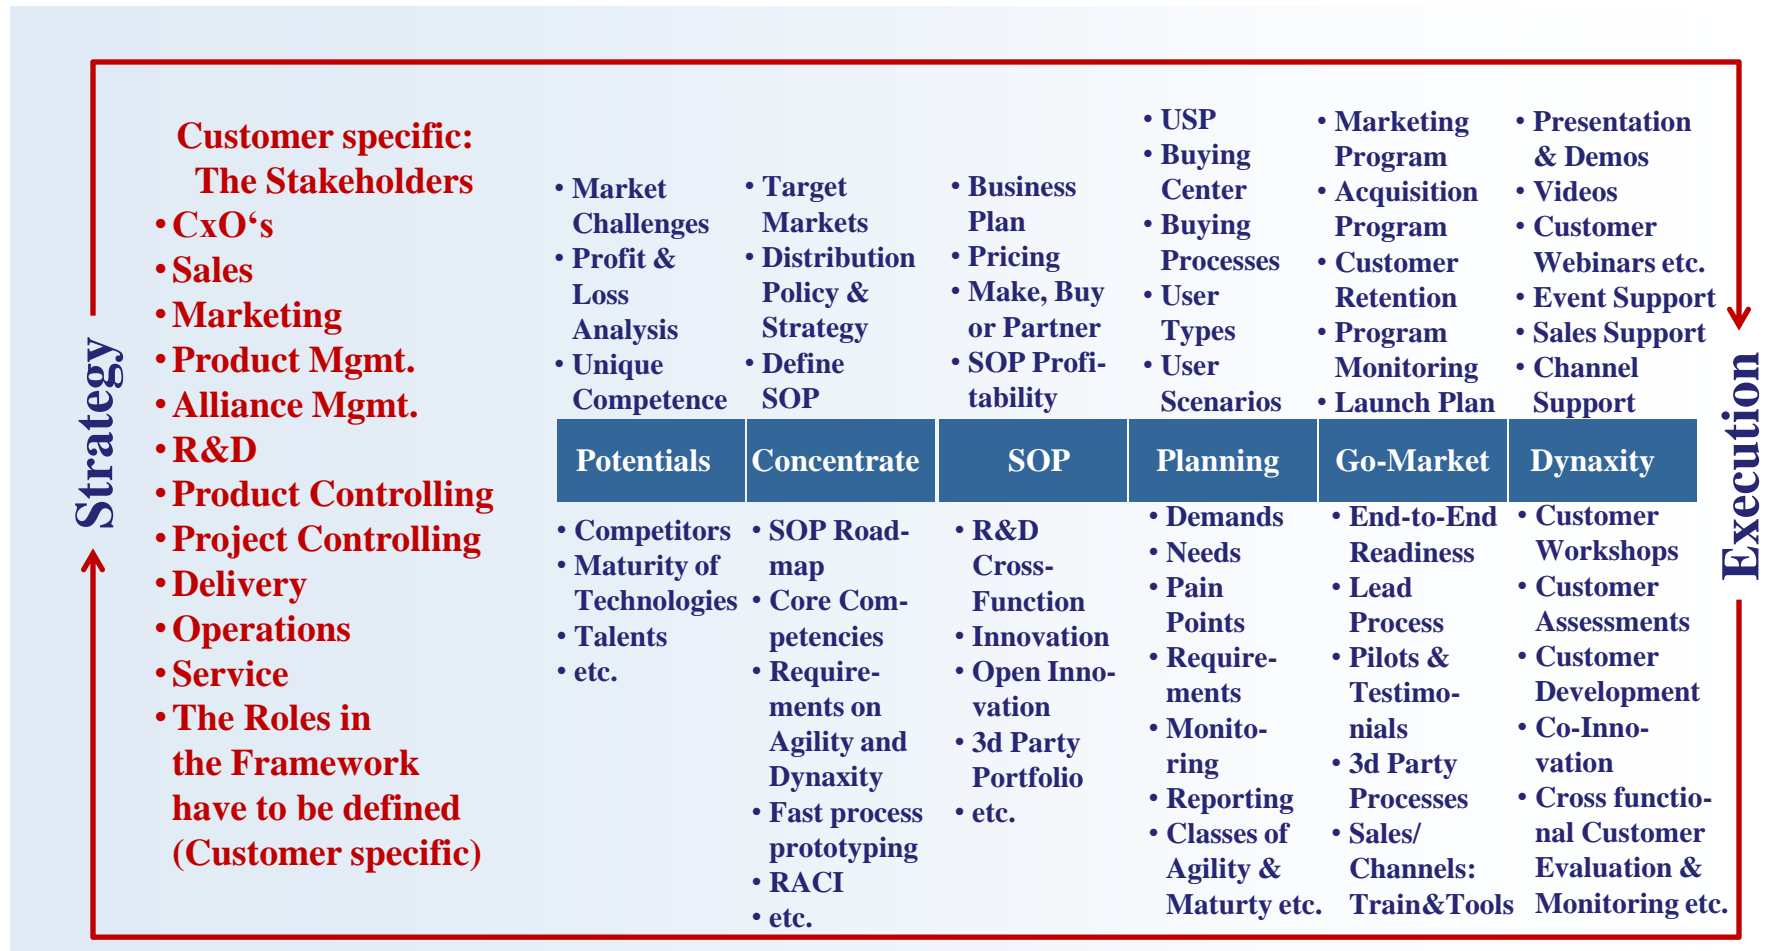 Strategy
Customer specific:
The Stakeholders
• CxO‘s
• Sales
• Marketing
• Product Mgmt.
• Alliance Mgmt.
• R&D
• Product Controlling
• Project Controlling
• Delivery
• Operations
• Service
• The Roles in
the Framework
have to be defined
(Customer specific)
• Market
Challenges
• Profit &
Loss
Analysis
• Unique
Competence
Potentials
• Competitors
• Maturity of
Technologies
• Talents
• etc.
• Target
Markets
• Distribution
Policy &
Strategy
• Define
SOP
Concentrate
• SOP Road-
map
• Core Com-
petencies
• Require-
ments on
Agility and
Dynaxity
• Fast process
prototyping
• RACI
• etc.
• Business
Plan
• Pricing
• Make, Buy
or Partner
• SOP Profi-
tability
SOP
• R&D
Cross-
Function
• Innovation
• Open Inno-
vation
• 3d Party
Portfolio
• etc.
• USP
• Buying
Center
• Buying
Processes
• User
Types
• User
Scenarios
Planning
• Demands
• Needs
• Pain
Points
• Require-
ments
• Monito-
ring
• Reporting
• Classes of
Agility &
Maturty etc.
• Marketing
Program
• Acquisition
Program
• Customer
Retention
• Program
Monitoring
• Launch Plan
Go-Market
• End-to-End
Readiness
• Lead
Process
• Pilots &
Testimo-
nials
• 3d Party
Processes
• Sales/
Channels:
Train&Tools
• Presentation
& Demos
• Videos
• Customer
Webinars etc.
• Event Support
• Sales Support
• Channel
Support
Dynaxity
• Customer
Workshops
• Customer
Assessments
• Customer
Development
• Co-Inno-
vation
• Cross functio-
nal Customer
Evaluation &
Monitoring etc.
Execution